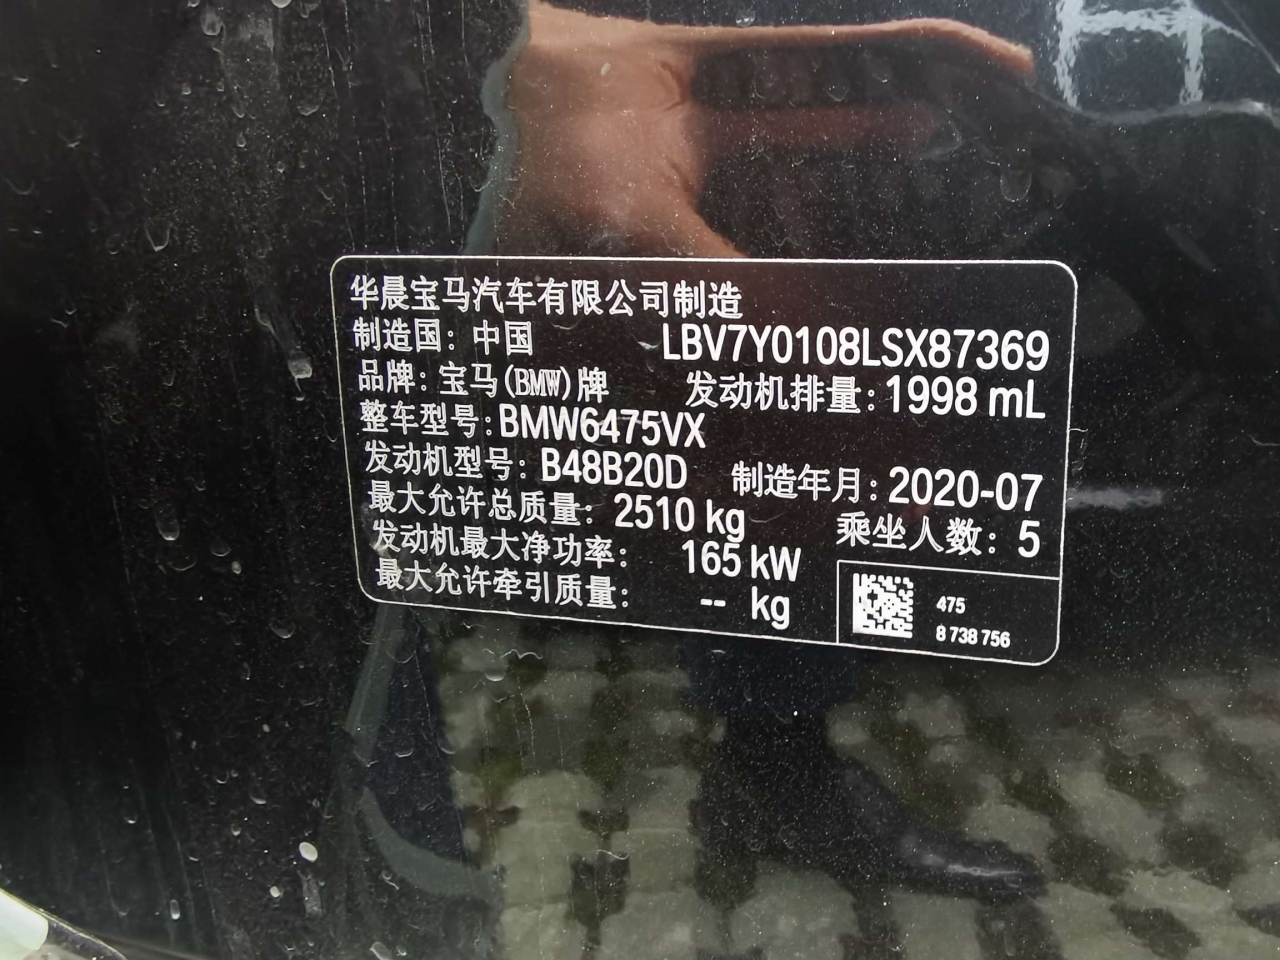 华晨宝马汽车有限公司制造
制造国：中国 LBV7Y0108LSX87369
品牌：宝马(BMW)牌 发动机排量：1998 mL
整车型号：BMW6475VX
发动机型号：B48B20D 制造年月：2020-07
最大允许总质量：2510 kg 乘坐人数：5
发动机最大净功率：165 kW
最大允许牵引质量：-- kg
475
8 738 756